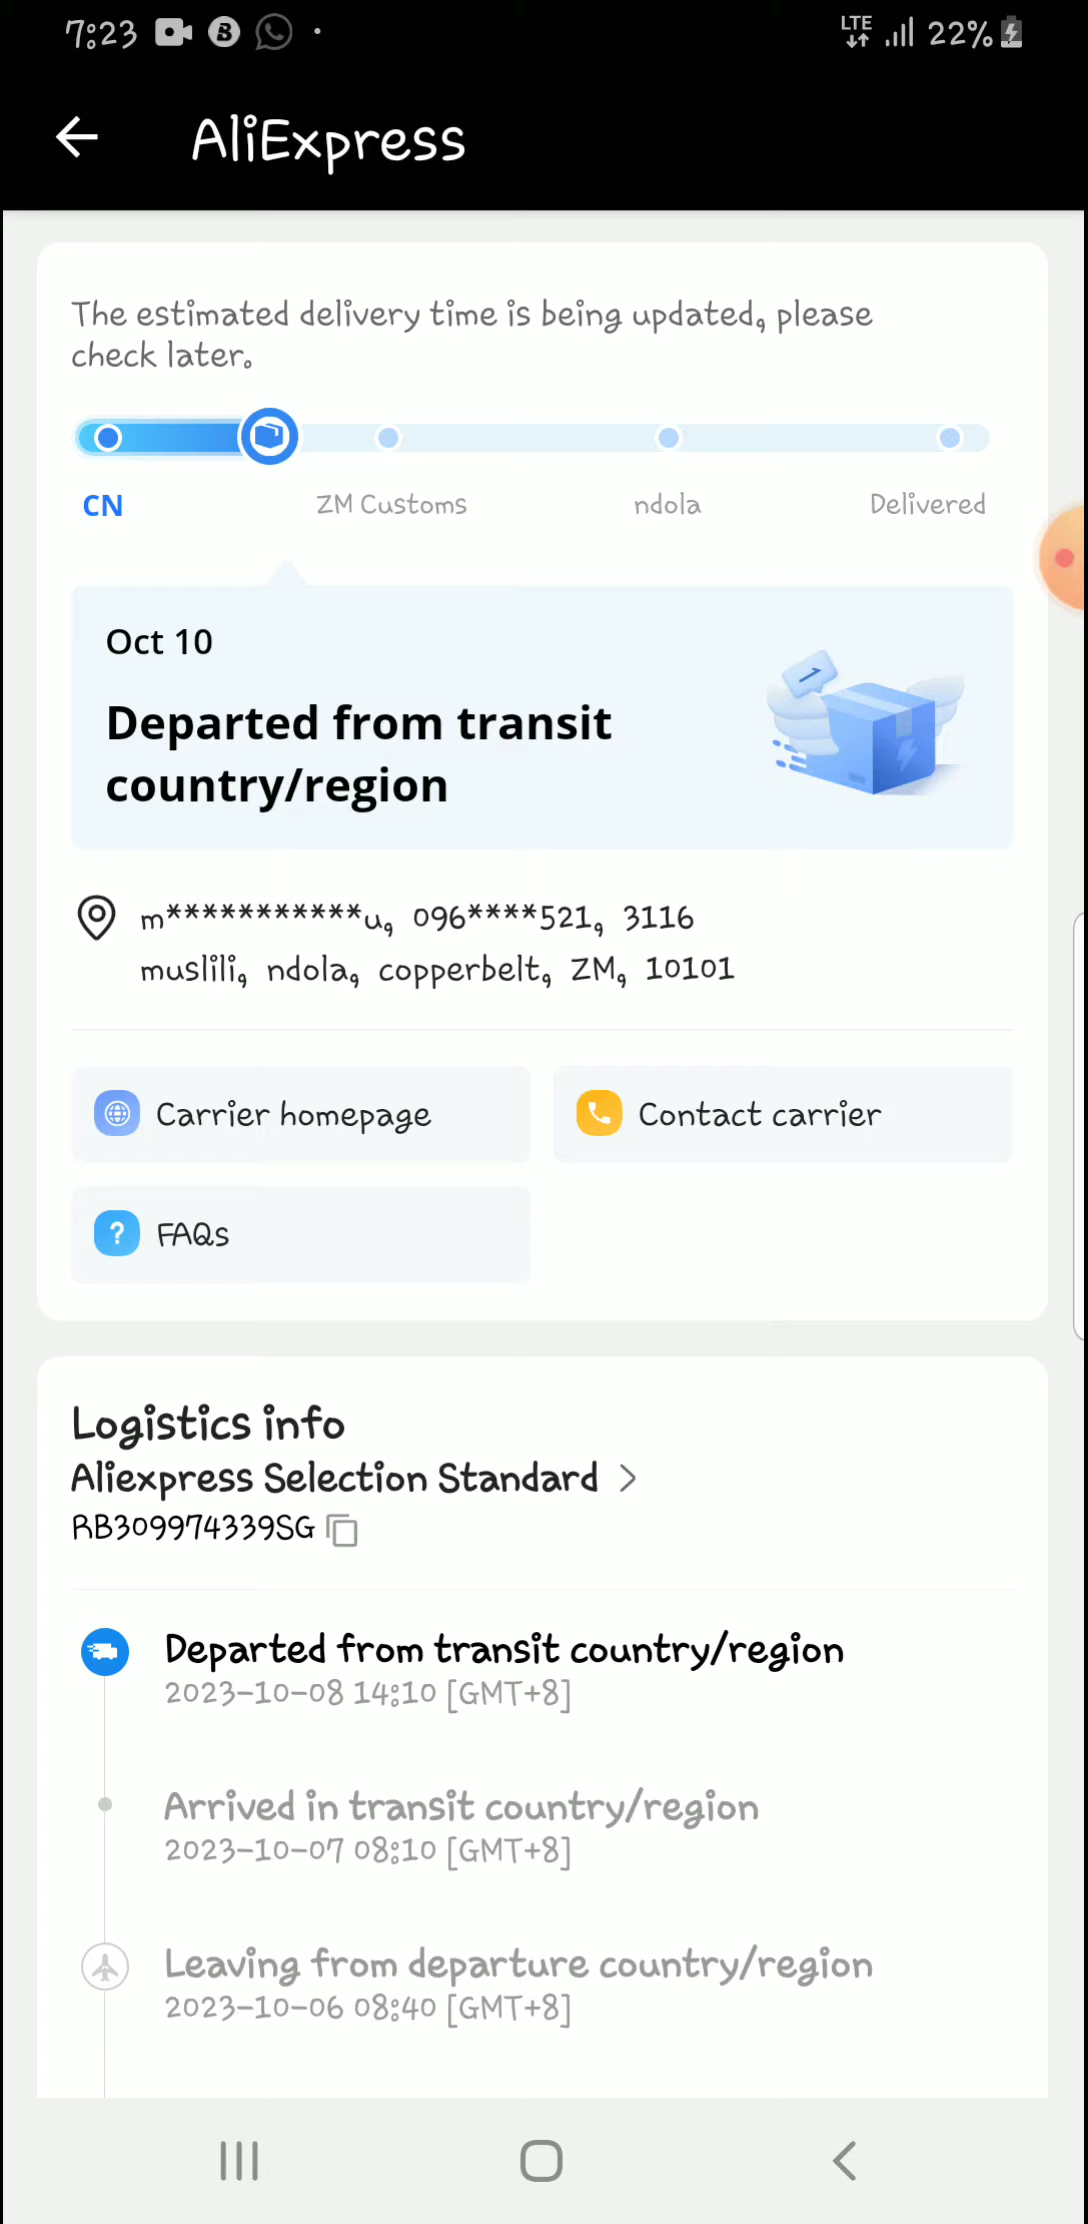 7:23
LTE
22%
AliExpress
The estimated delivery time is being updated, please
check later.
CN
ZM Customs
ndola
Delivered
Oct 10
Departed from transit
country/region
m***********u, 096****521, 3116
muslili, ndola, copperbelt, ZM, 10101
Carrier homepage
Contact carrier
FAQs
Logistics info
Aliexpress Selection Standard >
RB309974339SG
Departed from transit country/region
2023-10-08 14:10 [GMT+8]
Arrived in transit country/region
2023-10-07 08:10 [GMT+8]
Leaving from departure country/region
2023-10-06 08:40 [GMT+8]